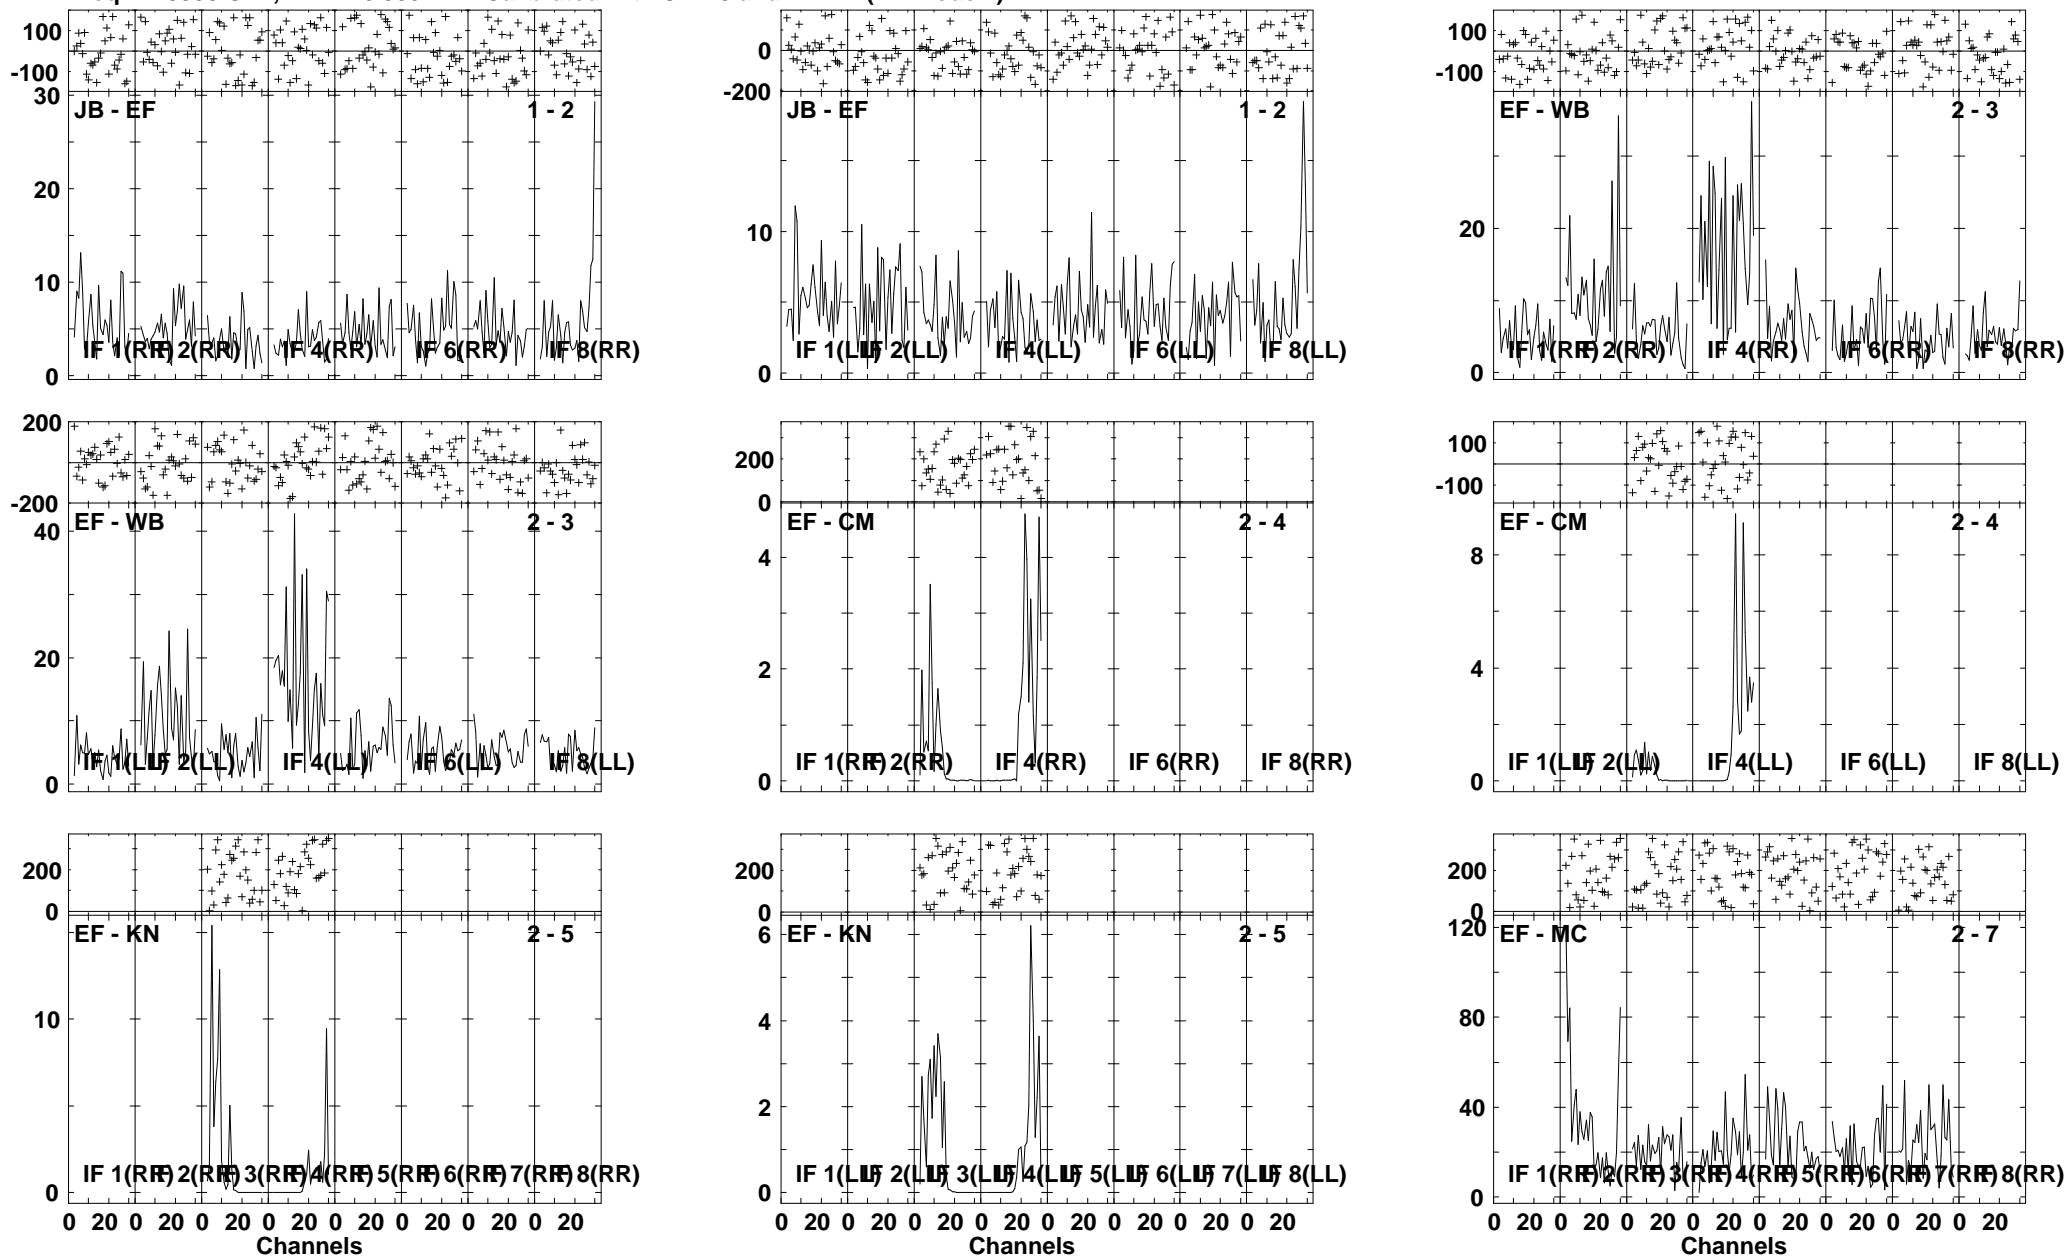 100
-100
30
20
10
0
JB - EF
1 - 2
IF 1(RR)
IF 2(RR)
IF 4(RR)
IF 6(RR)
IF 8(RR)
0
-200
10
0
JB - EF
1 - 2
IF 1(LL)
IF 2(LL)
IF 4(LL)
IF 6(LL)
IF 8(LL)
100
-100
20
0
EF - WB
2 - 3
IF 1(RR)
IF 2(RR)
IF 4(RR)
IF 6(RR)
IF 8(RR)
200
-200
40
20
0
EF - WB
2 - 3
IF 1(LL)
IF 2(LL)
IF 4(LL)
IF 6(LL)
IF 8(LL)
200
0
4
2
0
EF - CM
2 - 4
IF 1(RR)
IF 2(RR)
IF 4(RR)
IF 6(RR)
IF 8(RR)
100
-100
8
4
0
EF - CM
2 - 4
IF 1(LL)
IF 2(LL)
IF 4(LL)
IF 6(LL)
IF 8(LL)
200
0
10
0
EF - KN
2 - 5
IF 1(RR)
IF 2(RR)
IF 3(RR)
IF 4(RR)
IF 5(RR)
IF 6(RR)
IF 7(RR)
IF 8(RR)
0 20 0 20 0 20 0 20 0 20 0 20 0 20 0 20
Channels
200
0
6
4
2
0
EF - KN
2 - 5
IF 1(LL)
IF 2(LL)
IF 3(LL)
IF 4(LL)
IF 5(LL)
IF 6(LL)
IF 7(LL)
IF 8(LL)
0 20 0 20 0 20 0 20 0 20 0 20 0 20 0 20
Channels
200
0
120
80
40
0
EF - MC
2 - 7
IF 1(RR)
IF 2(RR)
IF 3(RR)
IF 4(RR)
IF 5(RR)
IF 6(RR)
IF 7(RR)
IF 8(RR)
0 20 0 20 0 20 0 20 0 20 0 20 0 20 0 20
Channels